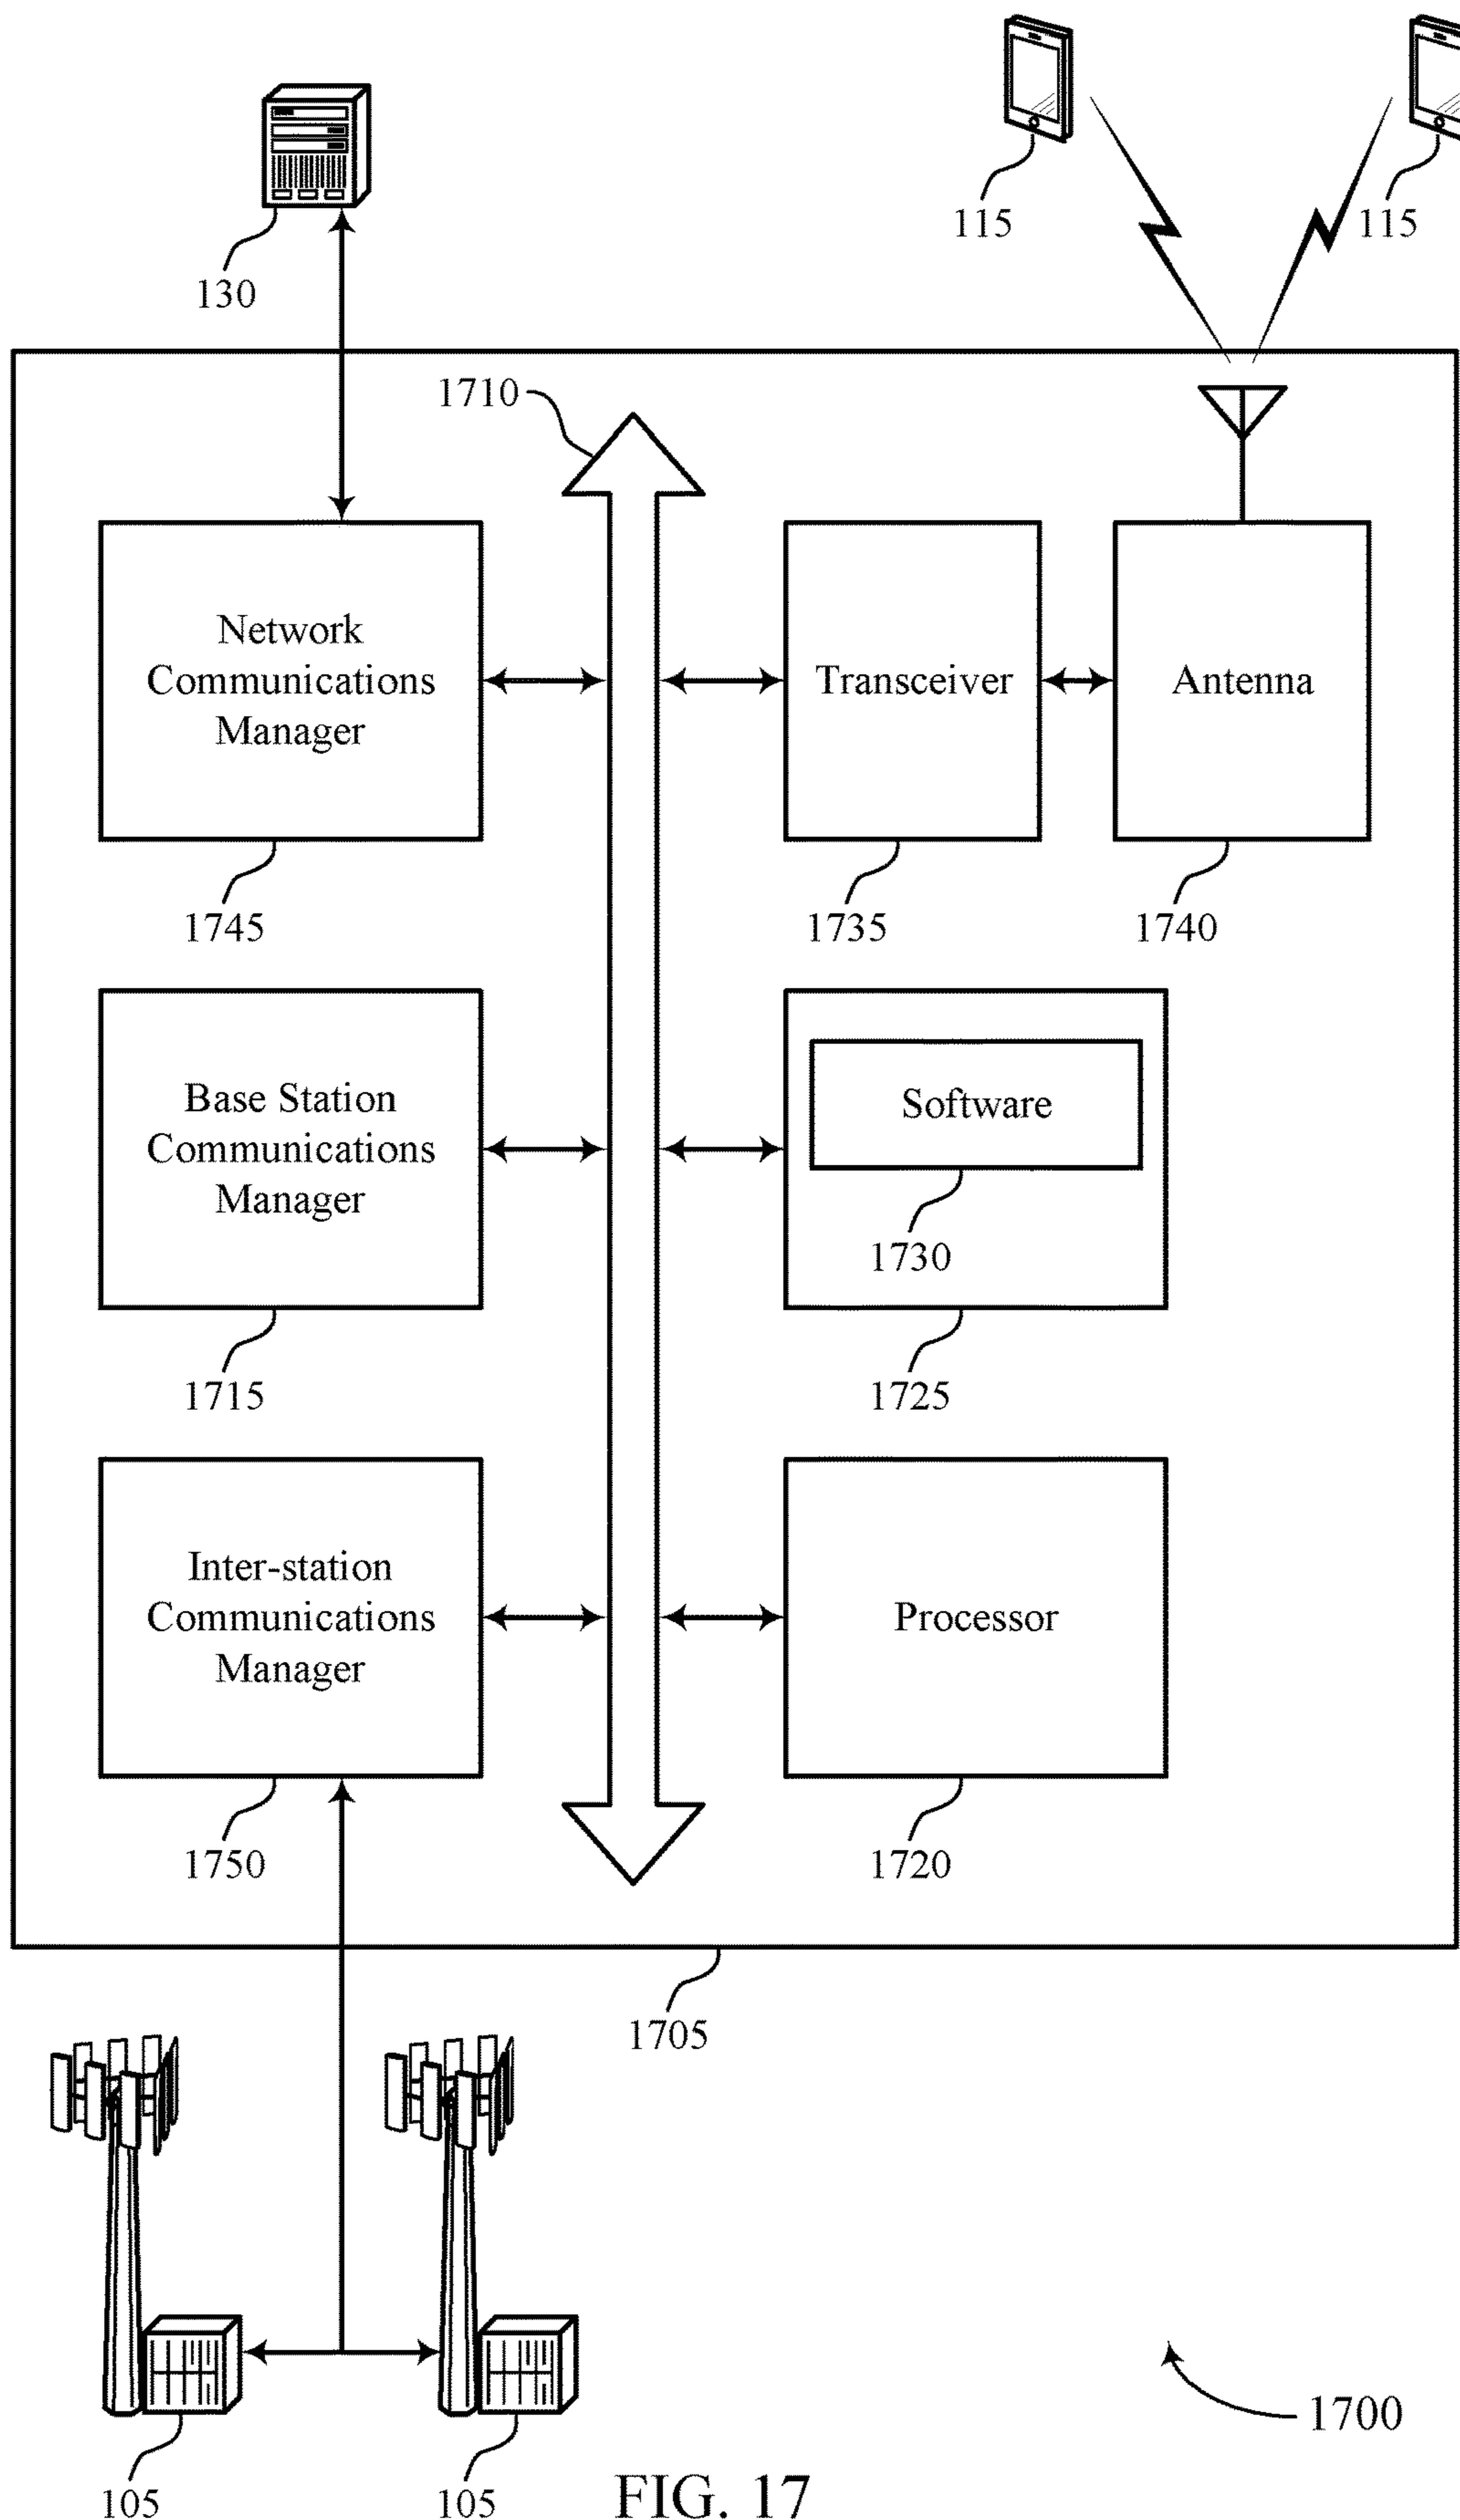 115
115
130
1710
Network
Communications
Manager
Transceiver
Antenna
1745
1735
1740
Base Station
Communications
Manager
Software
1730
1715
1725
Inter-station
Communications
Manager
Processor
1750
1720
1705
1700
105
105
FIG. 17